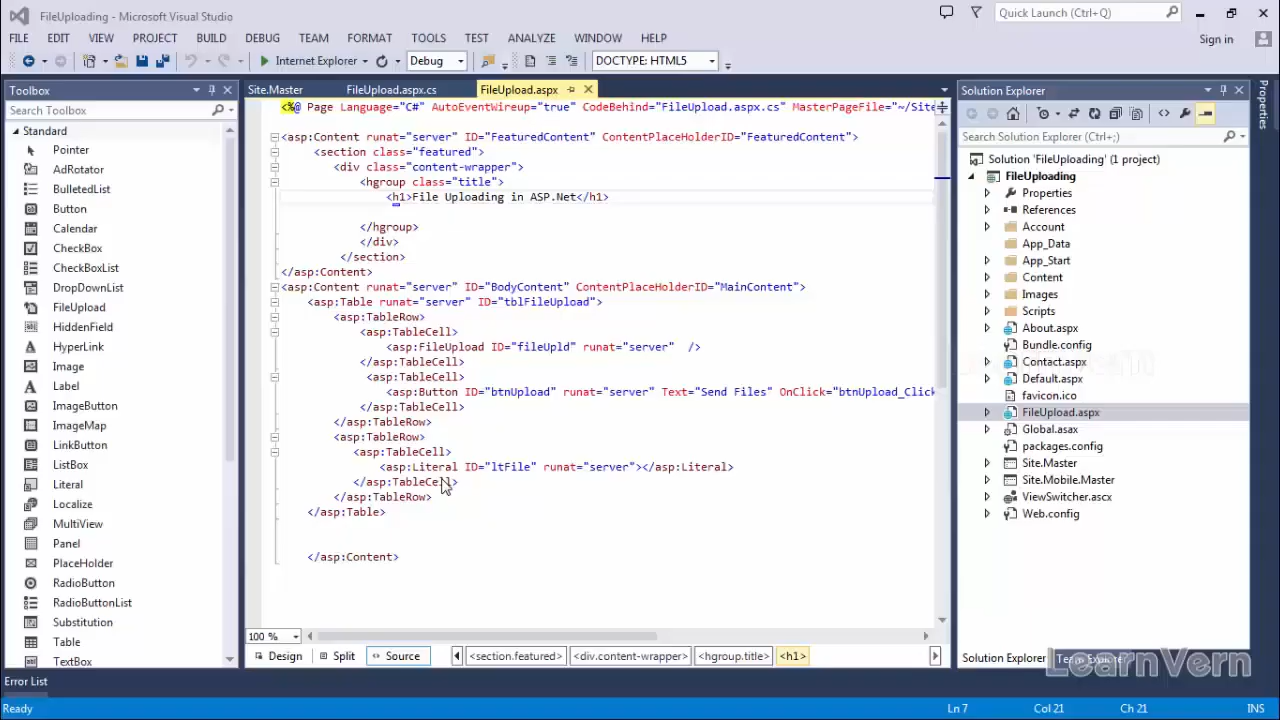 FileUploading - Microsoft Visual Studio
Quick Launch (Ctrl+Q)
FILE EDIT VIEW PROJECT BUILD DEBUG TEAM FORMAT TOOLS TEST ANALYZE WINDOW HELP
Sign in
Internet Explorer Debug DOCTYPE: HTML5
Toolbox
Search Toolbox
Standard
Pointer
AdRotator
BulletedList
Button
Calendar
CheckBox
CheckBoxList
DropDownList
FileUpload
HiddenField
HyperLink
Image
Label
ImageButton
ImageMap
LinkButton
ListBox
Literal
Localize
MultiView
Panel
PlaceHolder
RadioButton
RadioButtonList
Substitution
Table
TextBox
Site.Master FileUpload.aspx.cs FileUpload.aspx
<%@ Page Language="C#" AutoEventWireup="true" CodeBehind="FileUpload.aspx.cs" MasterPageFile="~/Site
<asp:Content runat="server" ID="FeaturedContent" ContentPlaceHolderID="FeaturedContent">
<section class="featured">
<div class="content-wrapper">
<hgroup class="title">
<h1>File Uploading in ASP.Net</h1>
</hgroup>
</div>
</section>
</asp:Content>
<asp:Content runat="server" ID="BodyContent" ContentPlaceHolderID="MainContent">
<asp:Table runat="server" ID="tblFileUpload">
<asp:TableRow>
<asp:TableCell>
<asp:FileUpload ID="fileUpld" runat="server" />
</asp:TableCell>
<asp:TableCell>
<asp:Button ID="btnUpload" runat="server" Text="Send Files" OnClick="btnUpload_Click
</asp:TableCell>
</asp:TableRow>
<asp:TableRow>
<asp:TableCell>
<asp:Literal ID="ltFile" runat="server"></asp:Literal>
</asp:TableCell>
</asp:TableRow>
</asp:Table>
</asp:Content>
100 %
Design Split Source <section.featured> <div.content-wrapper> <hgroup.title> <h1>
Solution Explorer
Search Solution Explorer (Ctrl+;)
Solution 'FileUploading' (1 project)
FileUploading
Properties
References
Account
App_Data
App_Start
Content
Images
Scripts
About.aspx
Bundle.config
Contact.aspx
Default.aspx
favicon.ico
FileUpload.aspx
Global.asax
packages.config
Site.Master
Site.Mobile.Master
ViewSwitcher.ascx
Web.config
Solution Explorer Team Explorer
LearnVern
Properties
Error List
Ready Ln 7 Col 21 Ch 21 INS